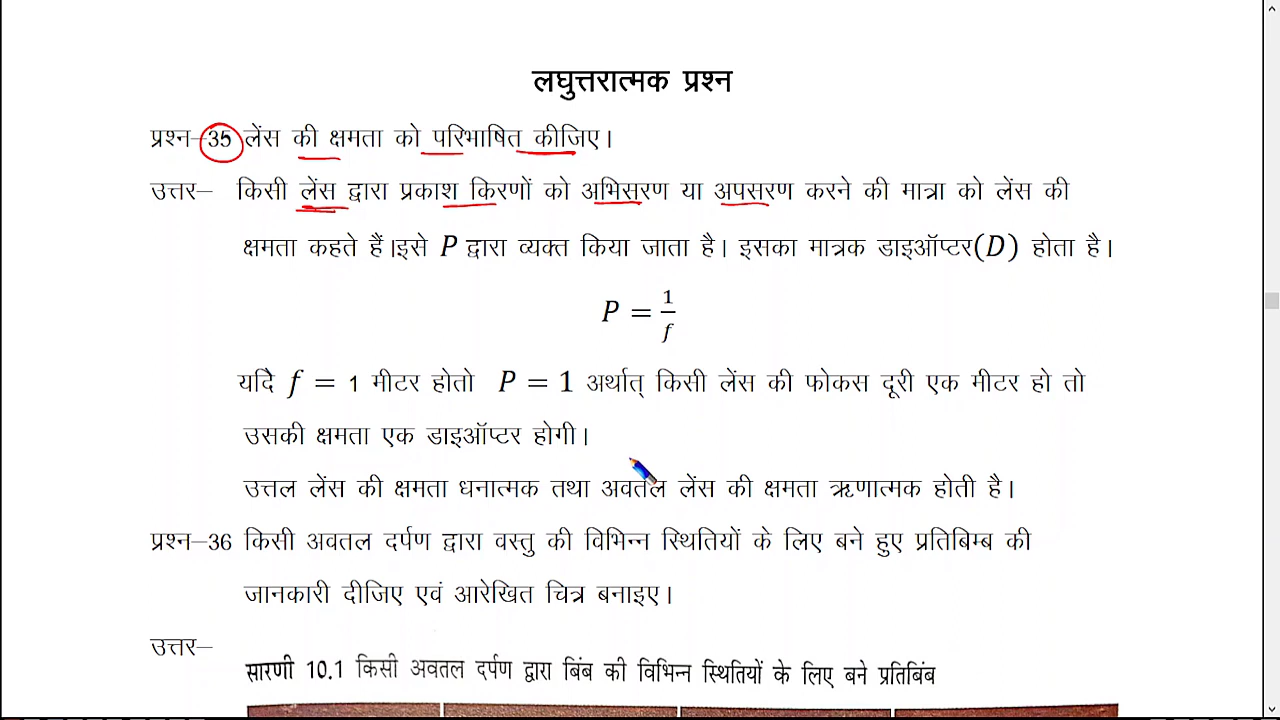 लघुत्तरात्मक प्रश्न
प्रश्न–35 लेंस की क्षमता को परिभाषित कीजिए।
उत्तर– किसी लेंस द्वारा प्रकाश किरणों को अभिसरण या अपसरण करने की मात्रा को लेंस की
क्षमता कहते हैं।इसे P द्वारा व्यक्त किया जाता है। इसका मात्रक डाइऑप्टर(D) होता है।
P = 1/f
यदि f = 1 मीटर होतो P = 1 अर्थात् किसी लेंस की फोकस दूरी एक मीटर हो तो
उसकी क्षमता एक डाइऑप्टर होगी।
उत्तल लेंस की क्षमता धनात्मक तथा अवतल लेंस की क्षमता ऋणात्मक होती है।
प्रश्न–36 किसी अवतल दर्पण द्वारा वस्तु की विभिन्न स्थितियों के लिए बने हुए प्रतिबिम्ब की
जानकारी दीजिए एवं आरेखित चित्र बनाइए।
उत्तर–
सारणी 10.1 किसी अवतल दर्पण द्वारा बिंब की विभिन्न स्थितियों के लिए बने प्रतिबिंब